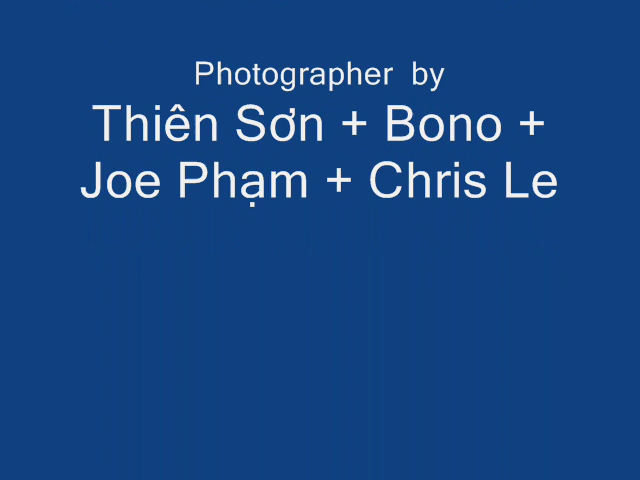 Photographer by
Thiên Sơn + Bono +
Joe Phạm + Chris Le